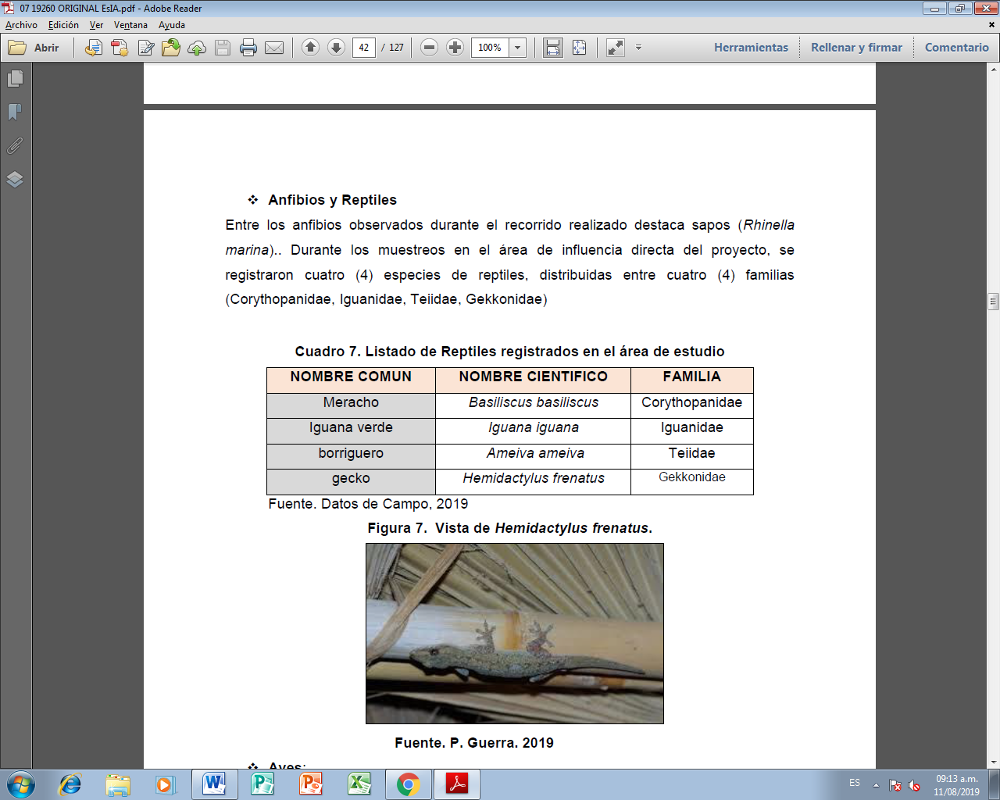 07 19260 ORIGINAL EsIA.pdf - Adobe Reader
Archivo Edición Ver Ventana Ayuda
Abrir 42 / 127 100% Herramientas Rellenar y firmar Comentario
Anfibios y Reptiles
Entre los anfibios observados durante el recorrido realizado destaca sapos (Rhinella
marina).. Durante los muestreos en el área de influencia directa del proyecto, se
registraron cuatro (4) especies de reptiles, distribuidas entre cuatro (4) familias
(Corythopanidae, Iguanidae, Teiidae, Gekkonidae)
Cuadro 7. Listado de Reptiles registrados en el área de estudio
NOMBRE COMUN NOMBRE CIENTIFICO FAMILIA
Meracho Basiliscus basiliscus Corythopanidae
Iguana verde Iguana iguana Iguanidae
borriguero Ameiva ameiva Teiidae
gecko Hemidactylus frenatus Gekkonidae
Fuente. Datos de Campo, 2019
Figura 7. Vista de Hemidactylus frenatus.
Fuente. P. Guerra. 2019
Aves:
ES 09:13 a.m.
11/08/2019